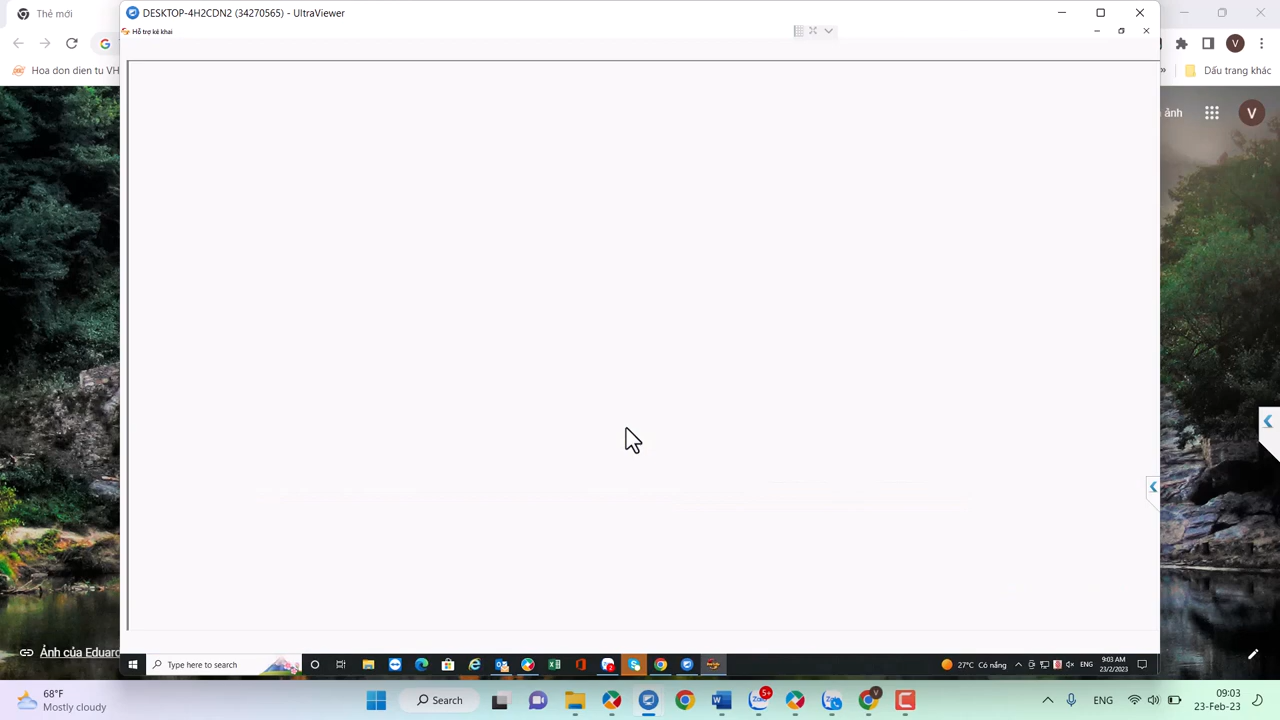 Thẻ mới
DESKTOP-4H2CDN2 (34270565) - UltraViewer
Hỗ trợ kê khai
Hoa don dien tu VH
»
Dấu trang khác
V
ảnh
V
Ảnh của Eduard
Type here to search
27°C Có nắng
ENG
9:03 AM
23/2/2023
68°F
Mostly cloudy
Search
5+
V
ENG
09:03
23-Feb-23